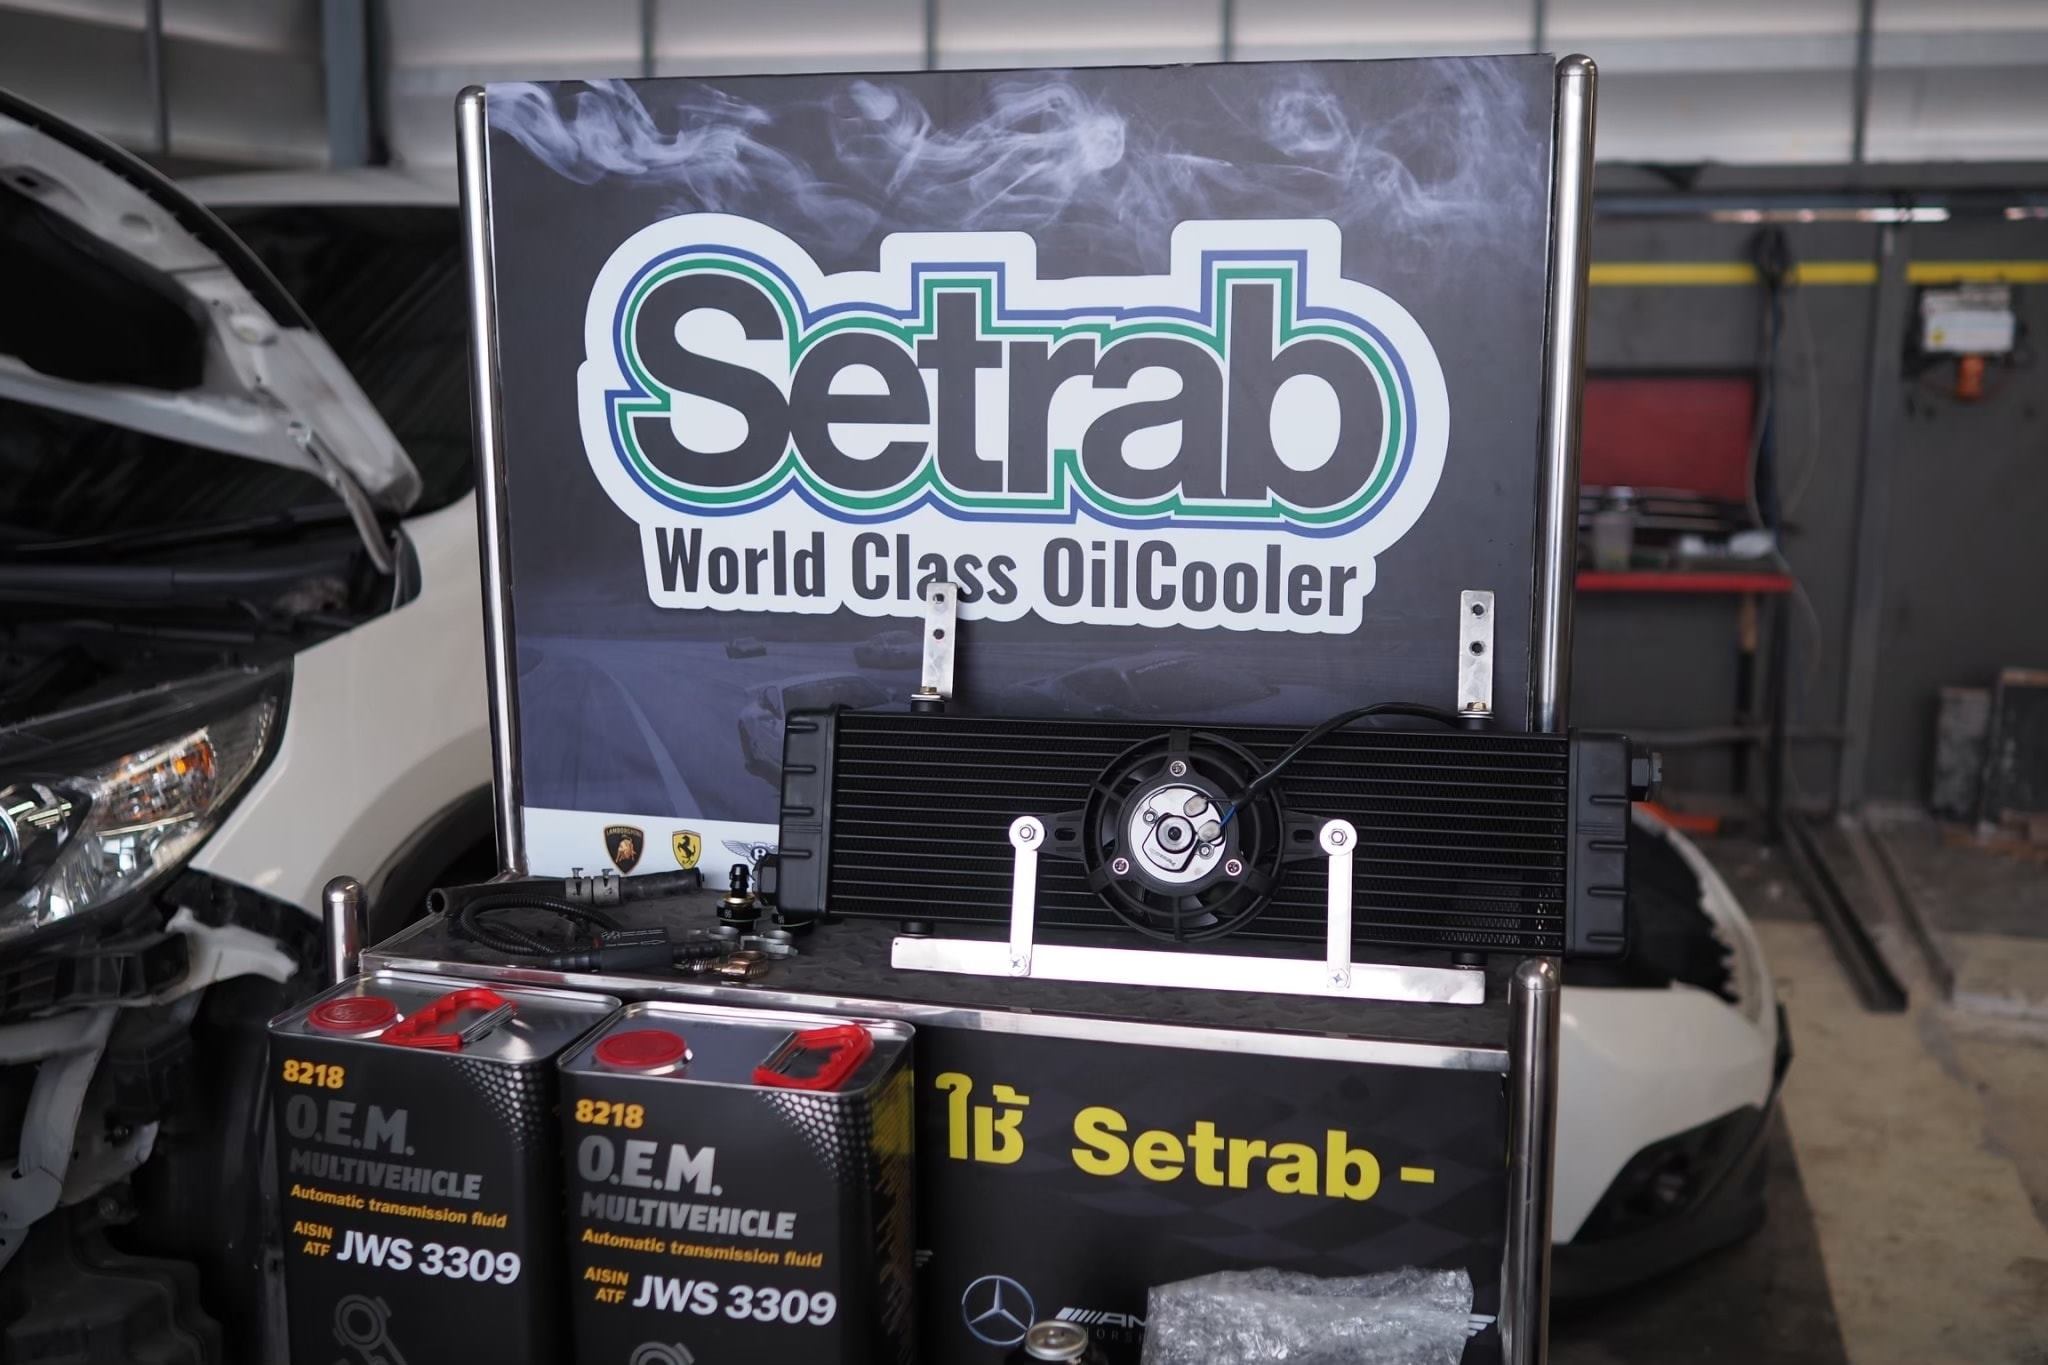 Setrab
World Class OilCooler
LAMBORGHINI
8218
O.E.M.
MULTIVEHICLE
Automatic transmission fluid
AISIN
ATF
JWS 3309
8218
O.E.M.
MULTIVEHICLE
Automatic transmission fluid
AISIN
ATF
JWS 3309
ใช้ Setrab -